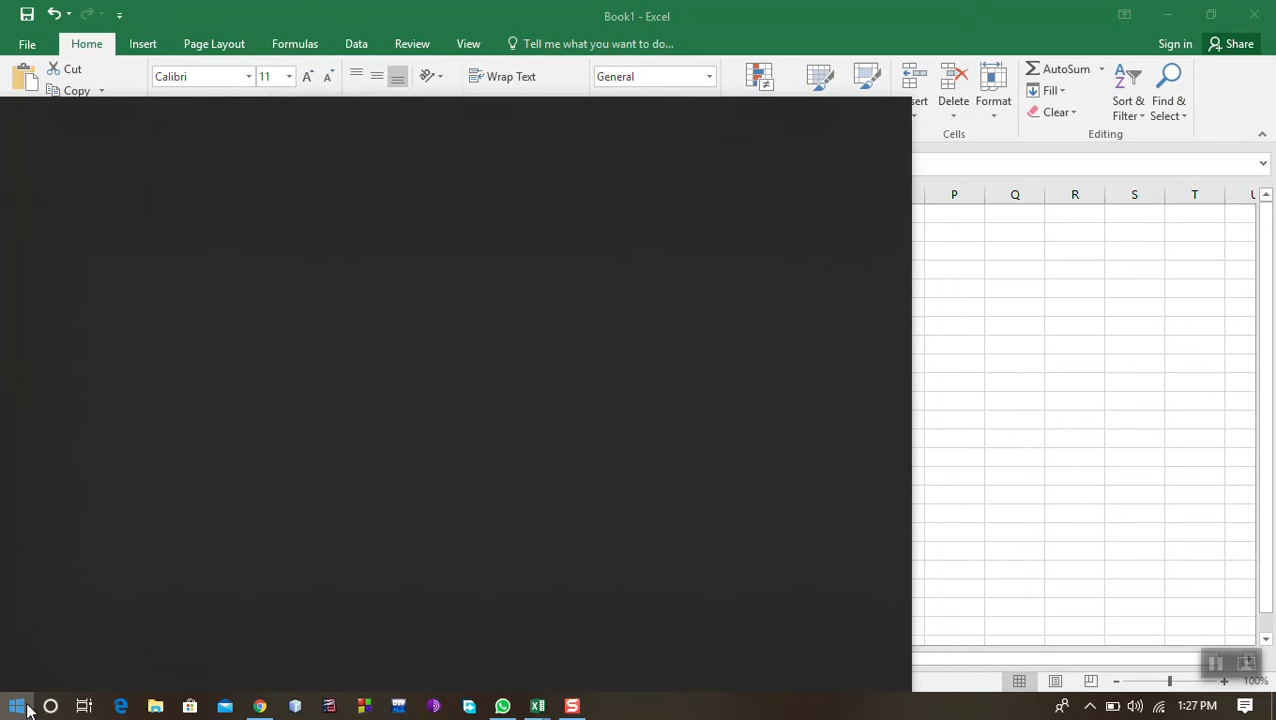 Book1 - Excel
File Home Insert Page Layout Formulas Data Review View Tell me what you want to do... Sign in Share
Cut
Copy
Calibri 11
Wrap Text
General
Delete Format
Cells
AutoSum
Fill
Clear
Sort & Filter
Find & Select
Editing
P Q R S T
100%
1:27 PM